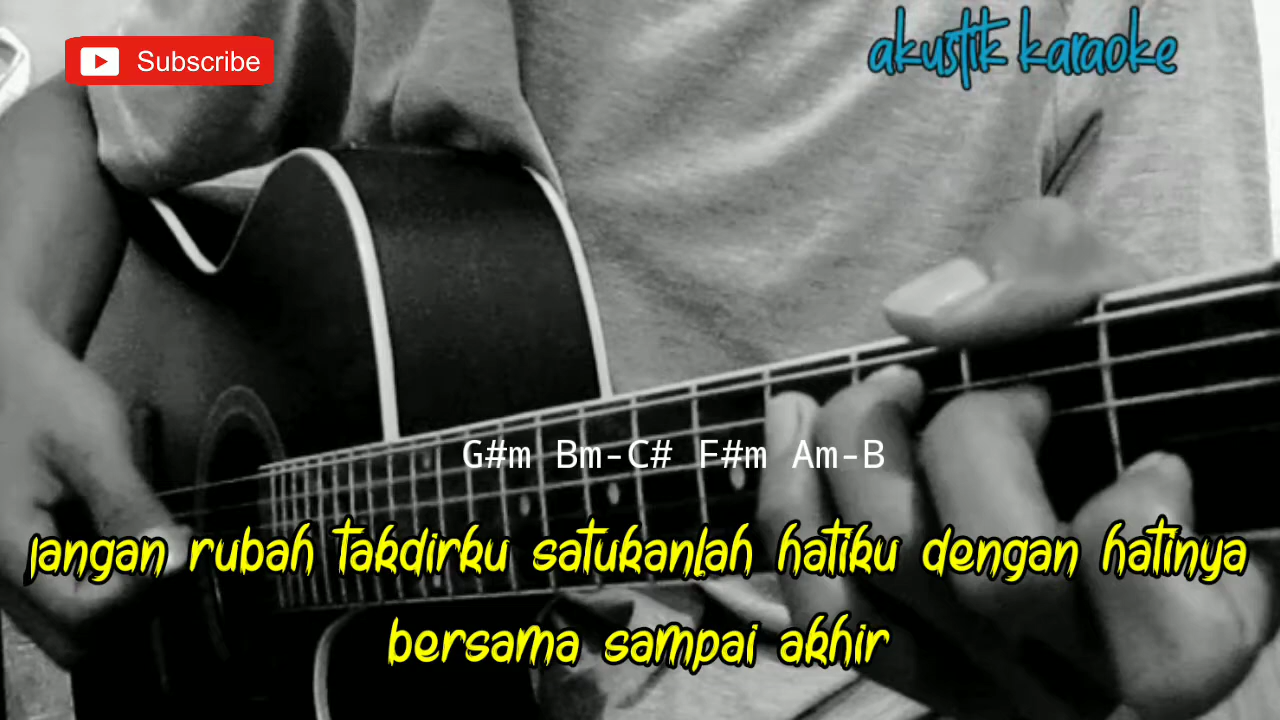 Subscribe
akustik karaoke
G#m Bm-C# F#m Am-B
jangan rubah takdirku satukanlah hatiku dengan hatinya
bersama sampai akhir